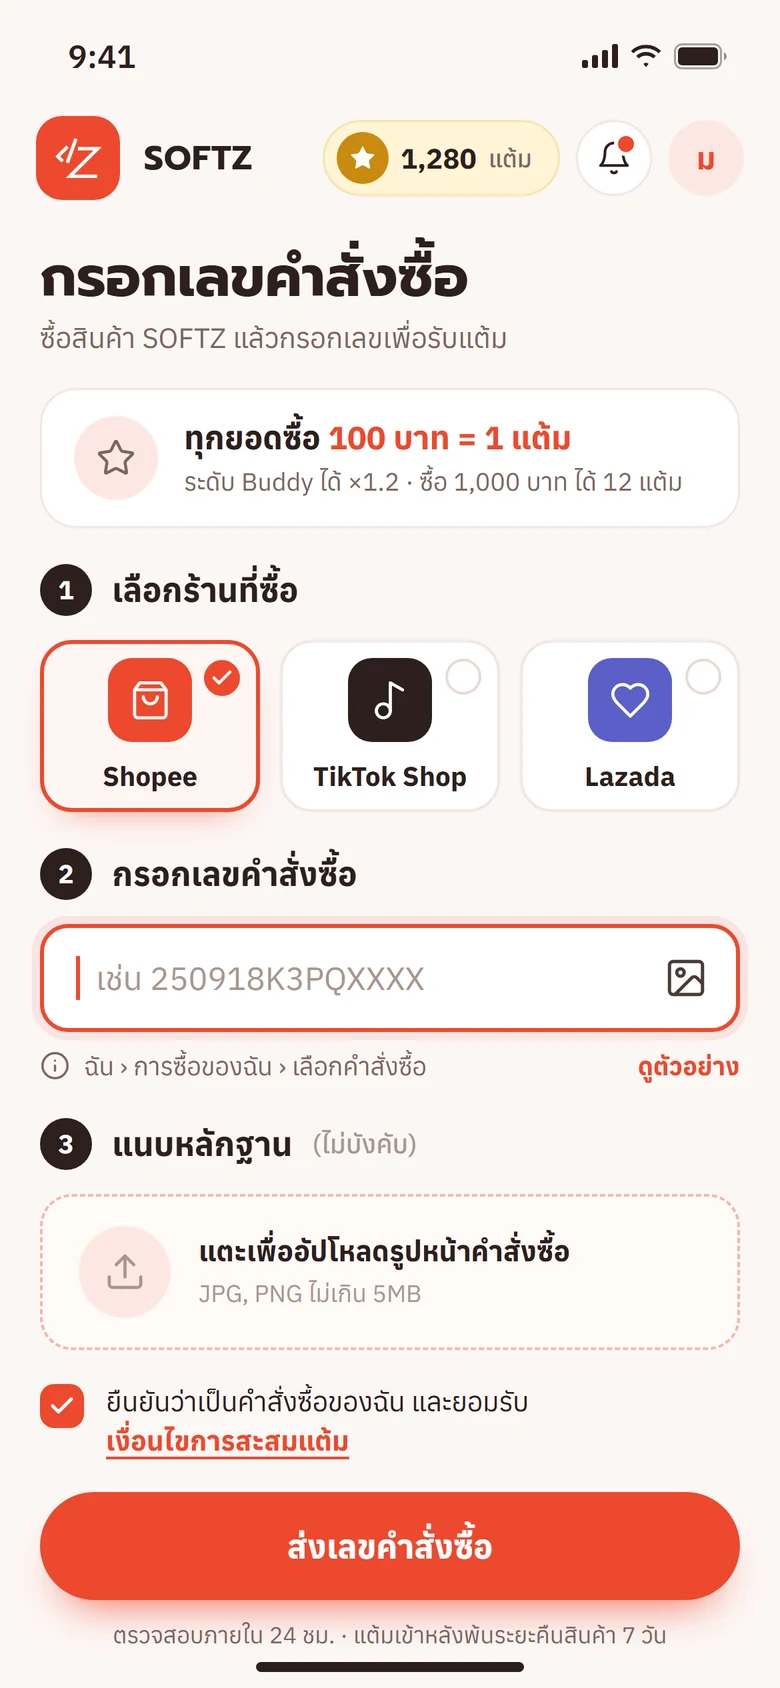 9:41
SOFTZ
1,280 แต้ม
ม
กรอกเลขคำสั่งซื้อ
ซื้อสินค้า SOFTZ แล้วกรอกเลขเพื่อรับแต้ม
ทุกยอดซื้อ 100 บาท = 1 แต้ม
ระดับ Buddy ได้ ×1.2 · ซื้อ 1,000 บาท ได้ 12 แต้ม
1 เลือกร้านที่ซื้อ
Shopee
TikTok Shop
Lazada
2 กรอกเลขคำสั่งซื้อ
เช่น 250918K3PQXXXX
ฉัน › การซื้อของฉัน › เลือกคำสั่งซื้อ
ดูตัวอย่าง
3 แนบหลักฐาน (ไม่บังคับ)
แตะเพื่ออัปโหลดรูปหน้าคำสั่งซื้อ
JPG, PNG ไม่เกิน 5MB
ยืนยันว่าเป็นคำสั่งซื้อของฉัน และยอมรับ
เงื่อนไขการสะสมแต้ม
ส่งเลขคำสั่งซื้อ
ตรวจสอบภายใน 24 ชม. · แต้มเข้าหลังพ้นระยะคืนสินค้า 7 วัน